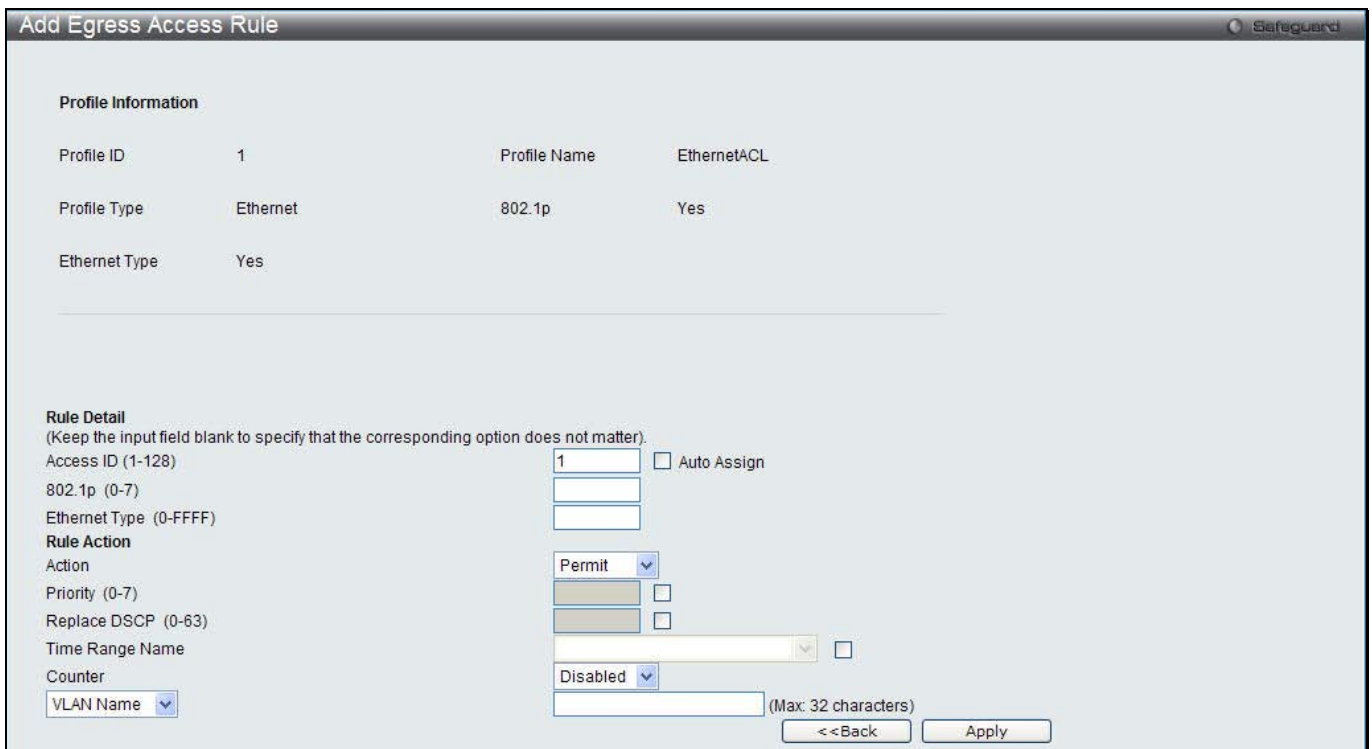 Add Egress Access Rule Safeguard
Profile Information
Profile ID 1 Profile Name EthernetACL
Profile Type Ethernet 802.1p Yes
Ethernet Type Yes
Rule Detail
(Keep the input field blank to specify that the corresponding option does not matter).
Access ID (1-128) 1 Auto Assign
802.1p (0-7)
Ethernet Type (0-FFFF)
Rule Action
Action Permit
Priority (0-7)
Replace DSCP (0-63)
Time Range Name
Counter Disabled
VLAN Name (Max: 32 characters)
<<Back Apply